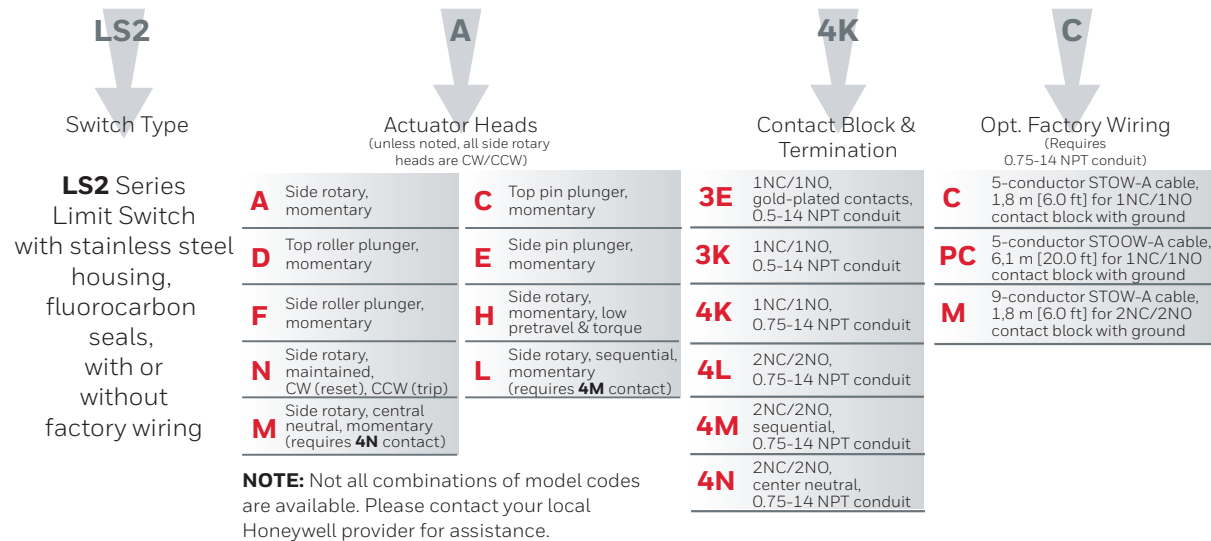 LS2
A
4K
C
Switch Type
LS2 Series
Limit Switch
with stainless steel
housing,
fluorocarbon
seals,
with or
without
factory wiring
Actuator Heads
(unless noted, all side rotary
heads are CW/CCW)
A
Side rotary,
momentary
C
Top pin plunger,
momentary
D
Top roller plunger,
momentary
E
Side pin plunger,
momentary
F
Side roller plunger,
momentary
H
Side rotary,
momentary, low
pretravel & torque
N
Side rotary,
maintained,
CW (reset), CCW (trip)
L
Side rotary, sequential,
momentary
(requires 4M contact)
M
Side rotary, central
neutral, momentary
(requires 4N contact)
NOTE: Not all combinations of model codes
are available. Please contact your local
Honeywell provider for assistance.
Contact Block &
Termination
3E
1NC/1NO,
gold-plated contacts,
0.5-14 NPT conduit
3K
1NC/1NO,
0.5-14 NPT conduit
4K
1NC/1NO,
0.75-14 NPT conduit
4L
2NC/2NO,
0.75-14 NPT conduit
4M
2NC/2NO,
sequential,
0.75-14 NPT conduit
4N
2NC/2NO,
center neutral,
0.75-14 NPT conduit
Opt. Factory Wiring
(Requires
0.75-14 NPT conduit)
C
5-conductor STOW-A cable,
1,8 m [6.0 ft] for 1NC/1NO
contact block with ground
PC
5-conductor STOOW-A cable,
6,1 m [20.0 ft] for 1NC/1NO
contact block with ground
M
9-conductor STOW-A cable,
1,8 m [6.0 ft] for 2NC/2NO
contact block with ground